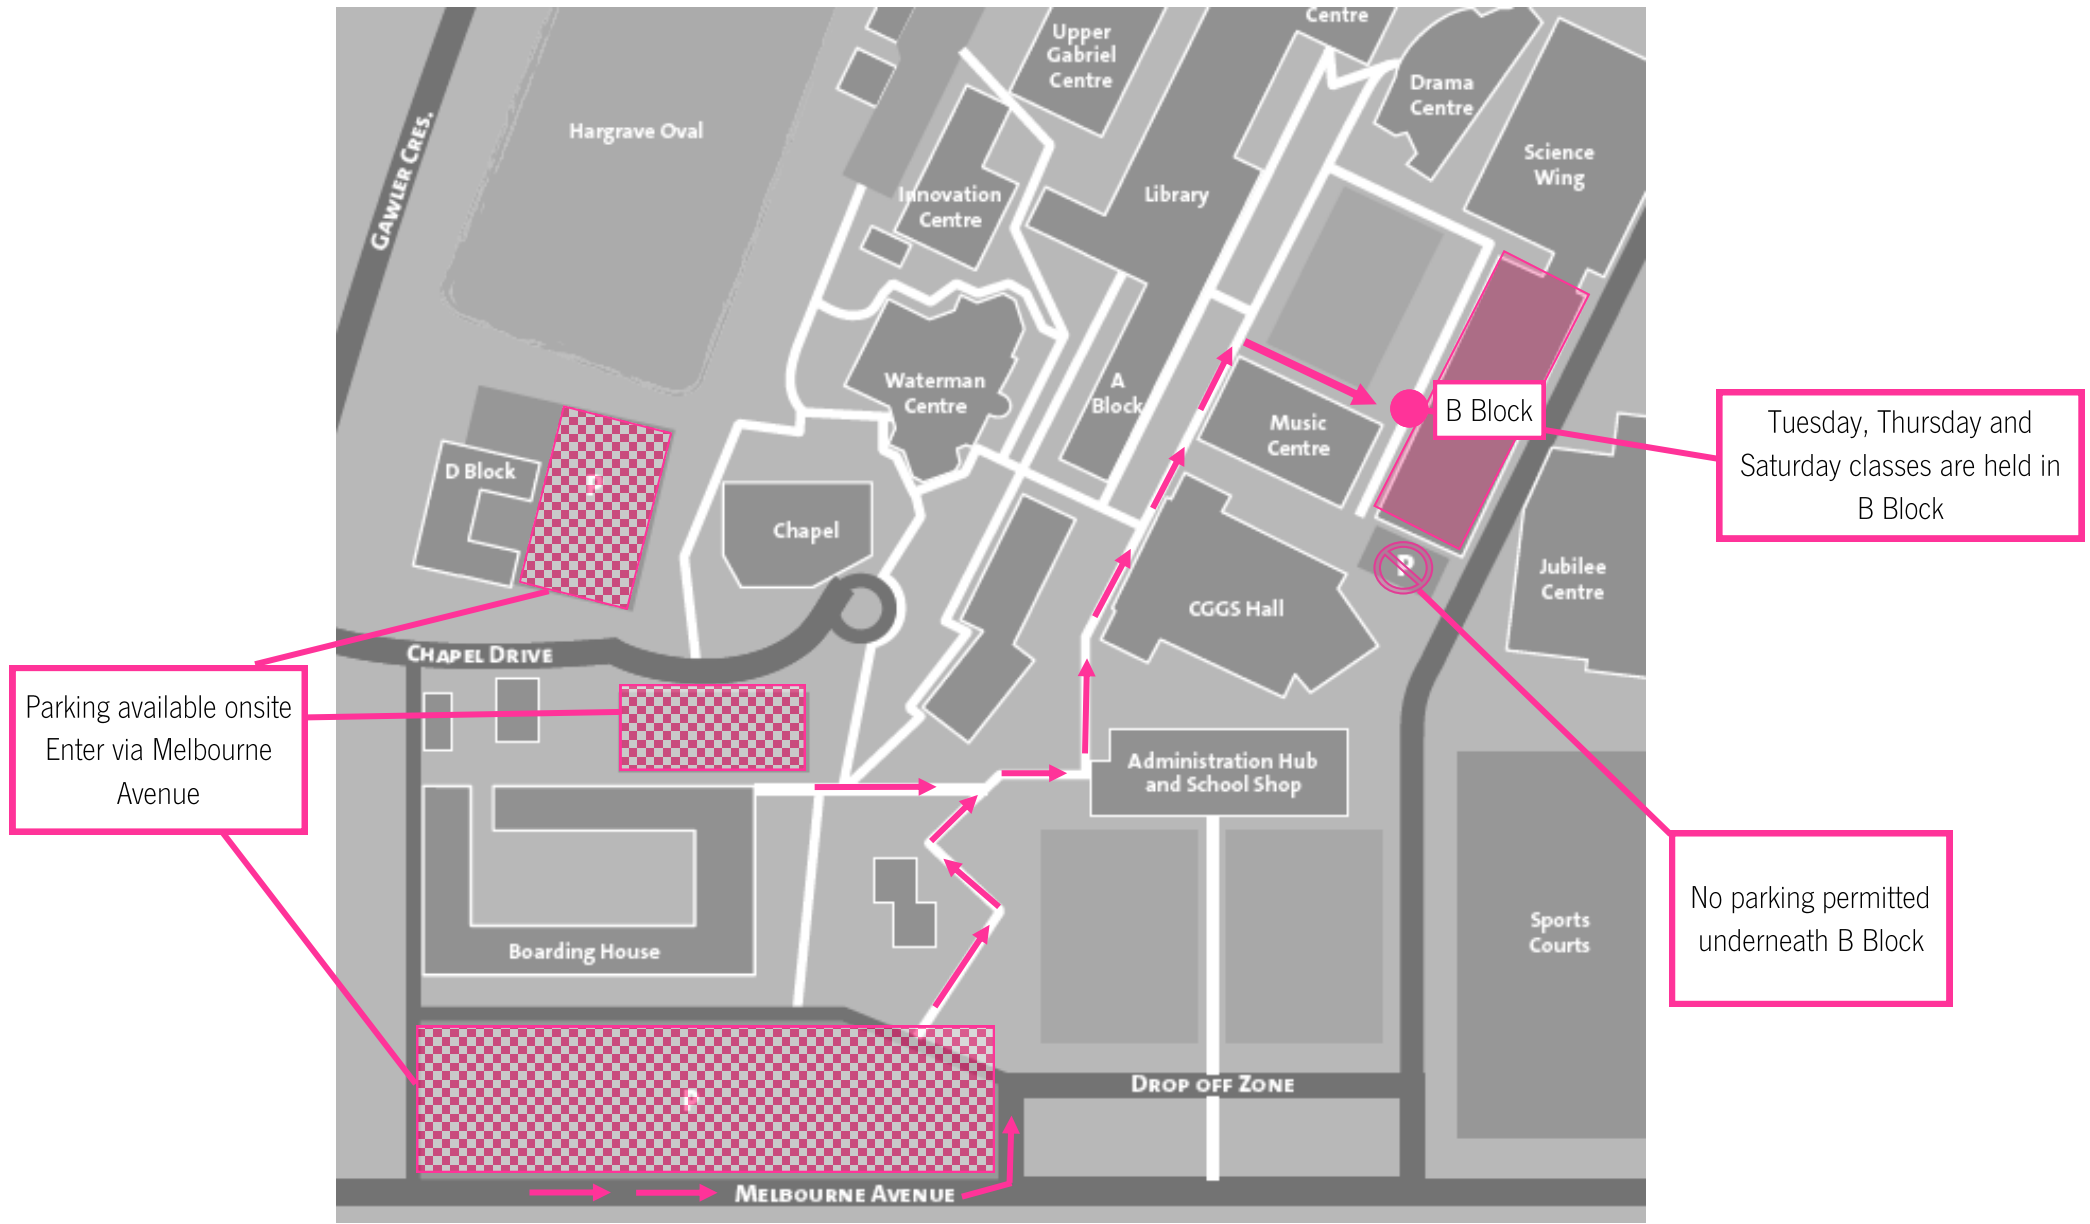 Centre
Upper
Gabriel
Centre
Drama
Centre
Hargrave Oval
Science
Wing
GAWLER CRES.
Innovation
Centre
Library
Waterman
Centre
A
Block
B Block
Music
Centre
Tuesday, Thursday and
Saturday classes are held in
B Block
D Block
P
Chapel
P
Jubilee
Centre
CGGS Hall
CHAPEL DRIVE
Parking available onsite
Enter via Melbourne
Avenue
Administration Hub
and School Shop
No parking permitted
underneath B Block
Sports
Courts
Boarding House
DROP OFF ZONE
P
MELBOURNE AVENUE